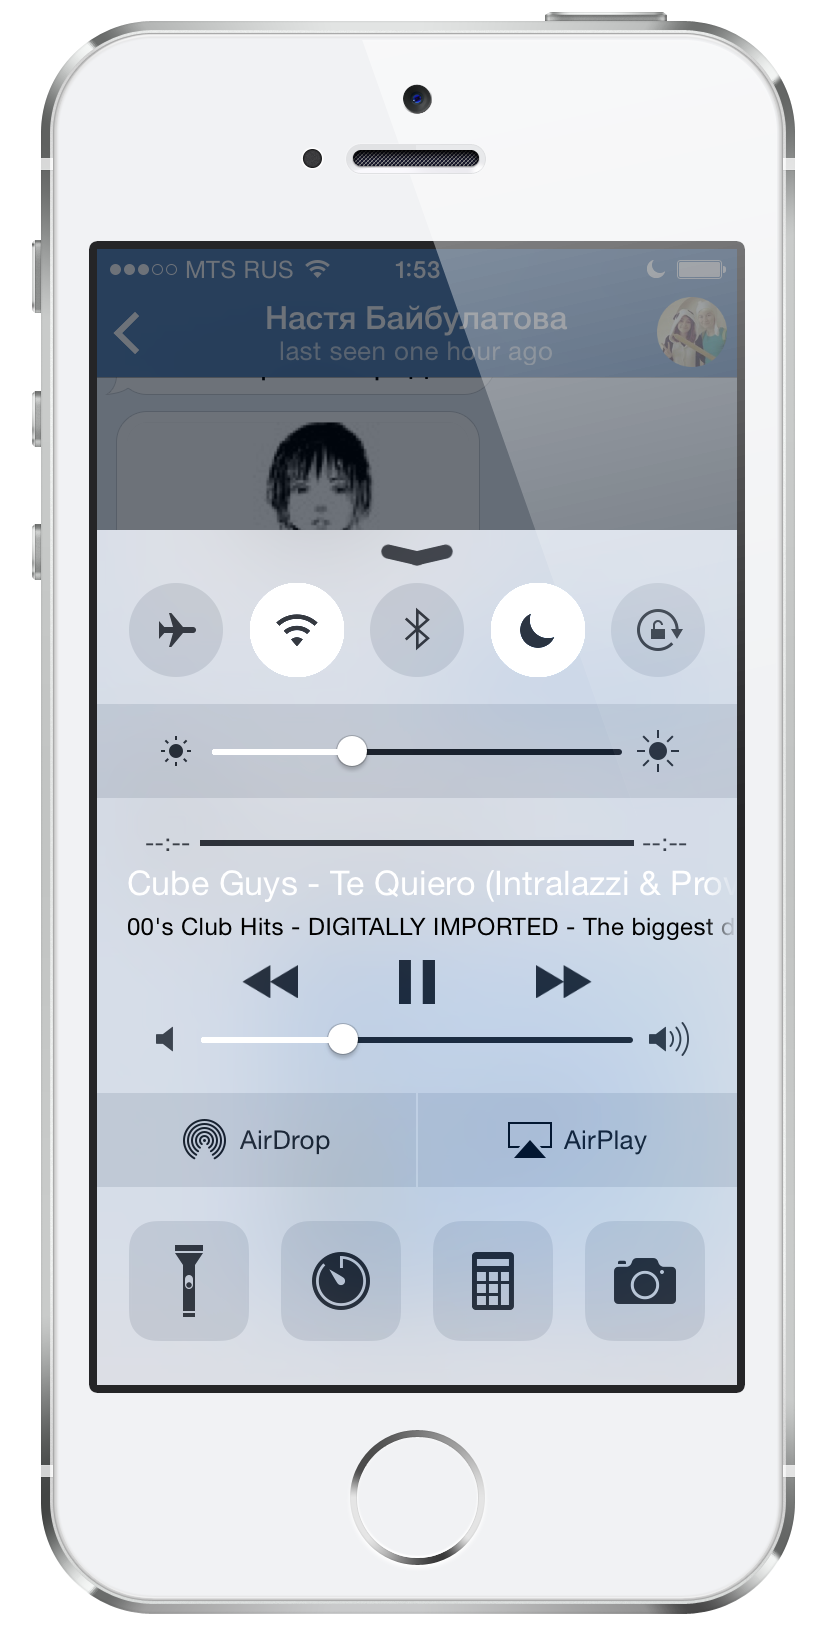 MTS RUS 1:53
Настя Байбулатова
last seen one hour ago
--:-- --:--
Cube Guys - Te Quiero (Intralazzi & Prov
00's Club Hits - DIGITALLY IMPORTED - The biggest d
AirDrop AirPlay